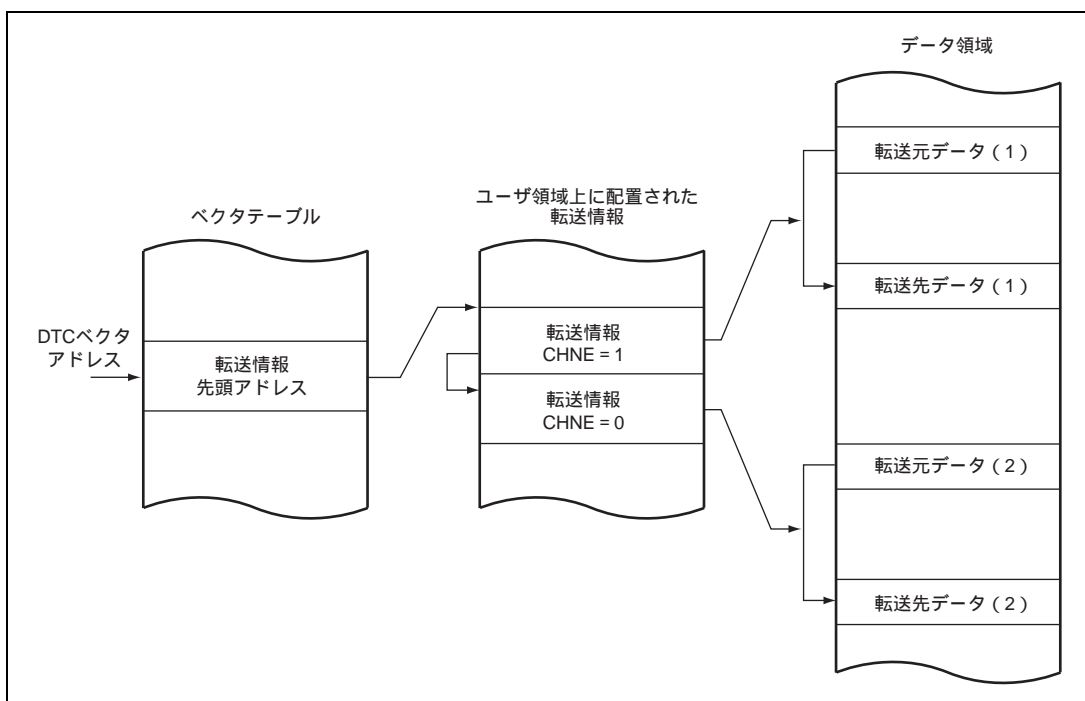 データ領域
転送元データ(1)
転送先データ(1)
転送元データ(2)
転送先データ(2)
ユーザ領域上に配置された
転送情報
転送情報
CHNE = 1
転送情報
CHNE = 0
ベクタテーブル
転送情報
先頭アドレス
DTCベクタ
アドレス